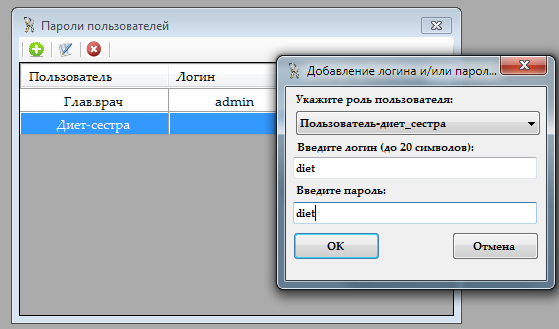 Пароли пользователей
Пользователь Логин
Глав.врач admin
Диет-сестра
Добавление логина и/или парол...
Укажите роль пользователя:
Пользователь-диет_сестра
Введите логин (до 20 символов):
diet
Введите пароль:
diet
ОК Отмена